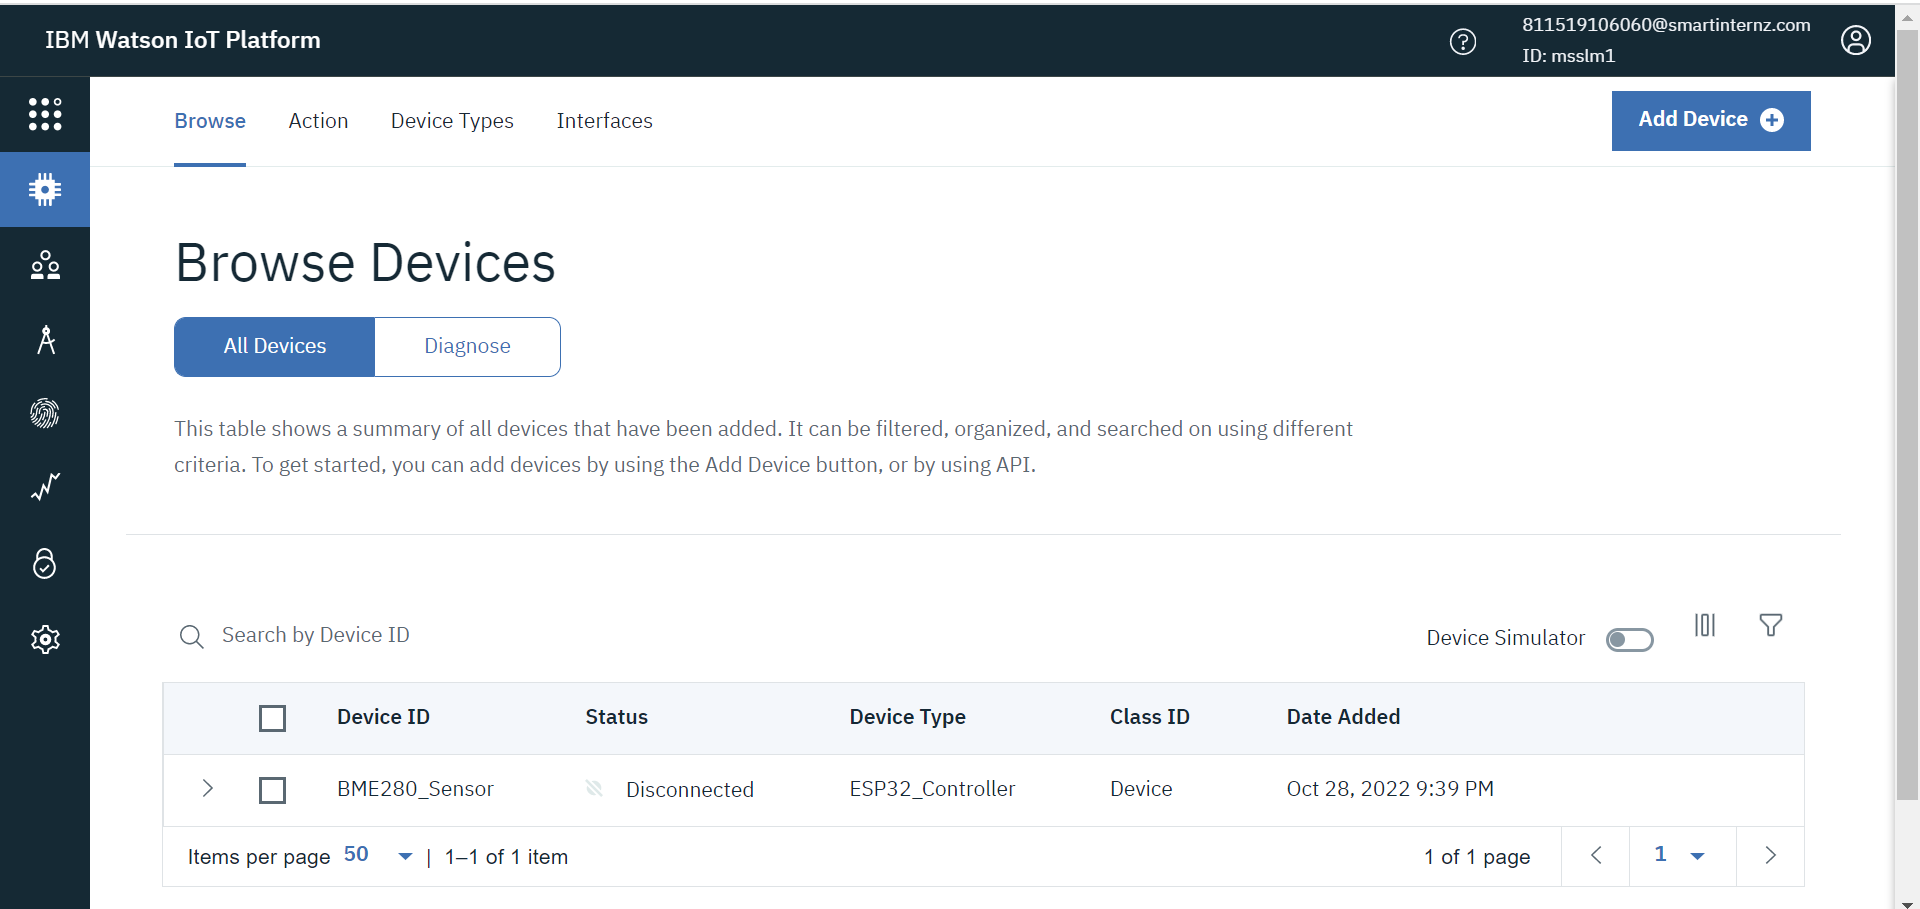 IBM Watson IoT Platform
811519106060@smartinternz.com
ID: msslm1
Browse
Action
Device Types
Interfaces
Add Device
Browse Devices
All Devices
Diagnose
This table shows a summary of all devices that have been added. It can be filtered, organized, and searched on using different
criteria. To get started, you can add devices by using the Add Device button, or by using API.
Search by Device ID
Device Simulator
Device ID
Status
Device Type
Class ID
Date Added
BME280_Sensor
Disconnected
ESP32_Controller
Device
Oct 28, 2022 9:39 PM
Items per page 50 | 1–1 of 1 item
1 of 1 page
1